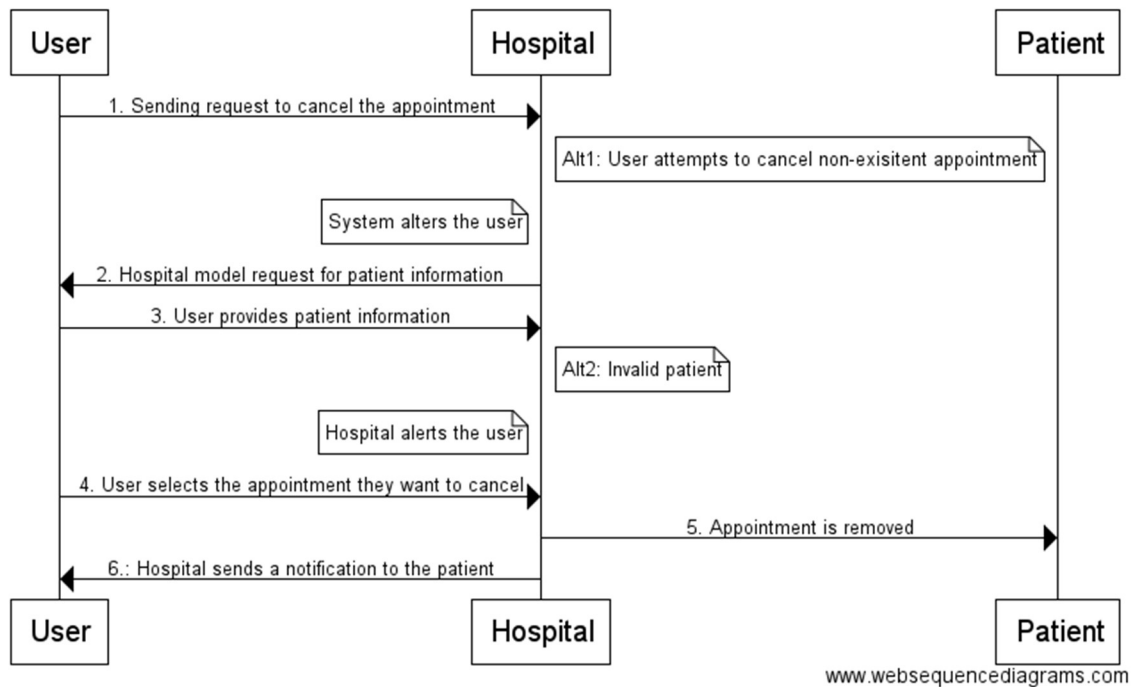 User
Hospital
Patient
1. Sending request to cancel the appointment
Alt1: User attempts to cancel non-exisitent appointment
System alters the user
2. Hospital model request for patient information
3. User provides patient information
Alt2: Invalid patient
Hospital alerts the user
4. User selects the appointment they want to cancel
5. Appointment is removed
6.: Hospital sends a notification to the patient
User
Hospital
Patient
www.websequencediagrams.com